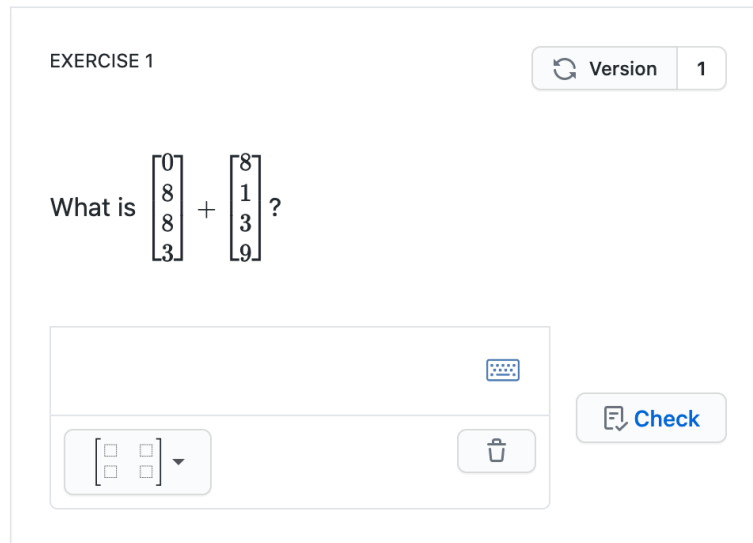 EXERCISE 1
Version 1
What is [0 8 8 3] + [8 1 3 9] ?
Check